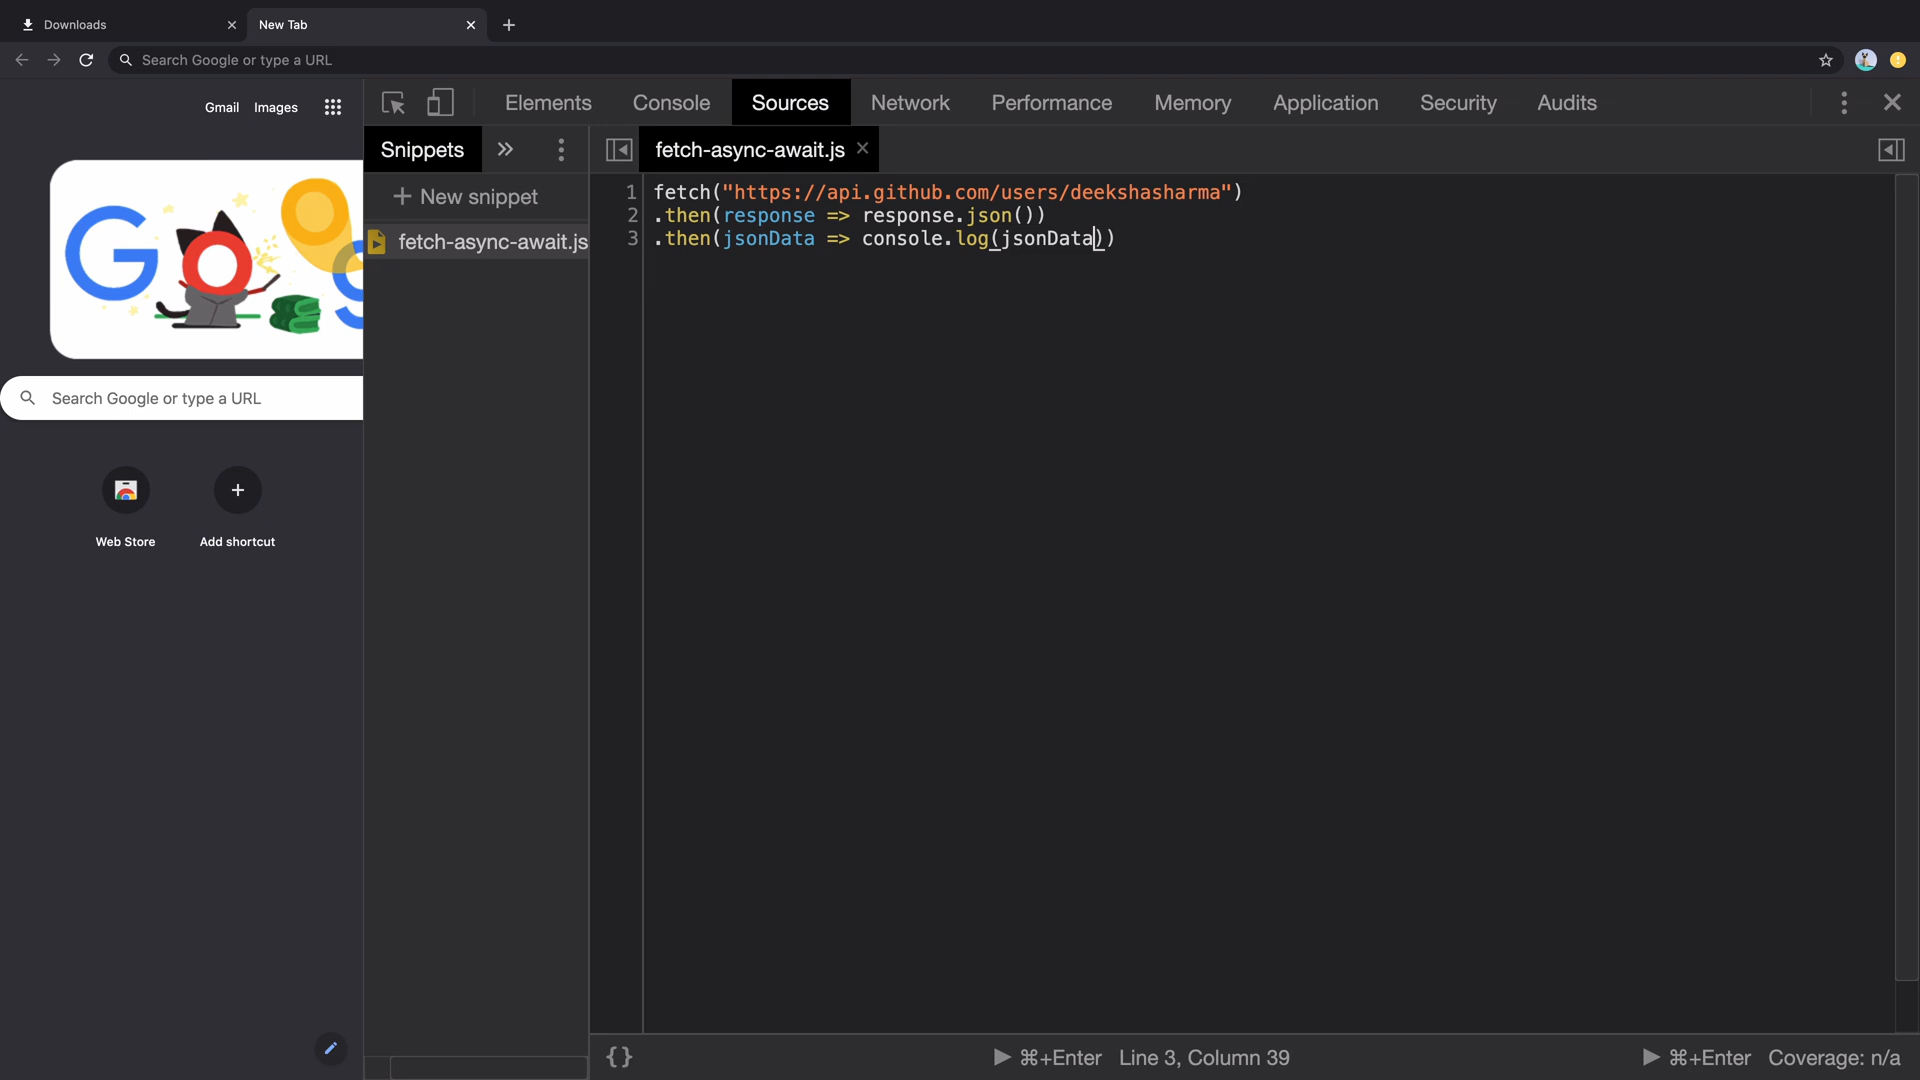 Downloads
New Tab
Search Google or type a URL
Gmail Images
Search Google or type a URL
Web Store
Add shortcut
Elements Console Sources Network Performance Memory Application Security Audits
Snippets
fetch-async-await.js
+ New snippet
fetch-async-await.js
1 fetch("https://api.github.com/users/deekshasharma")
2 .then(response => response.json())
3 .then(jsonData => console.log(jsonData))
{} ▶ ⌘+Enter Line 3, Column 39 ▶ ⌘+Enter Coverage: n/a